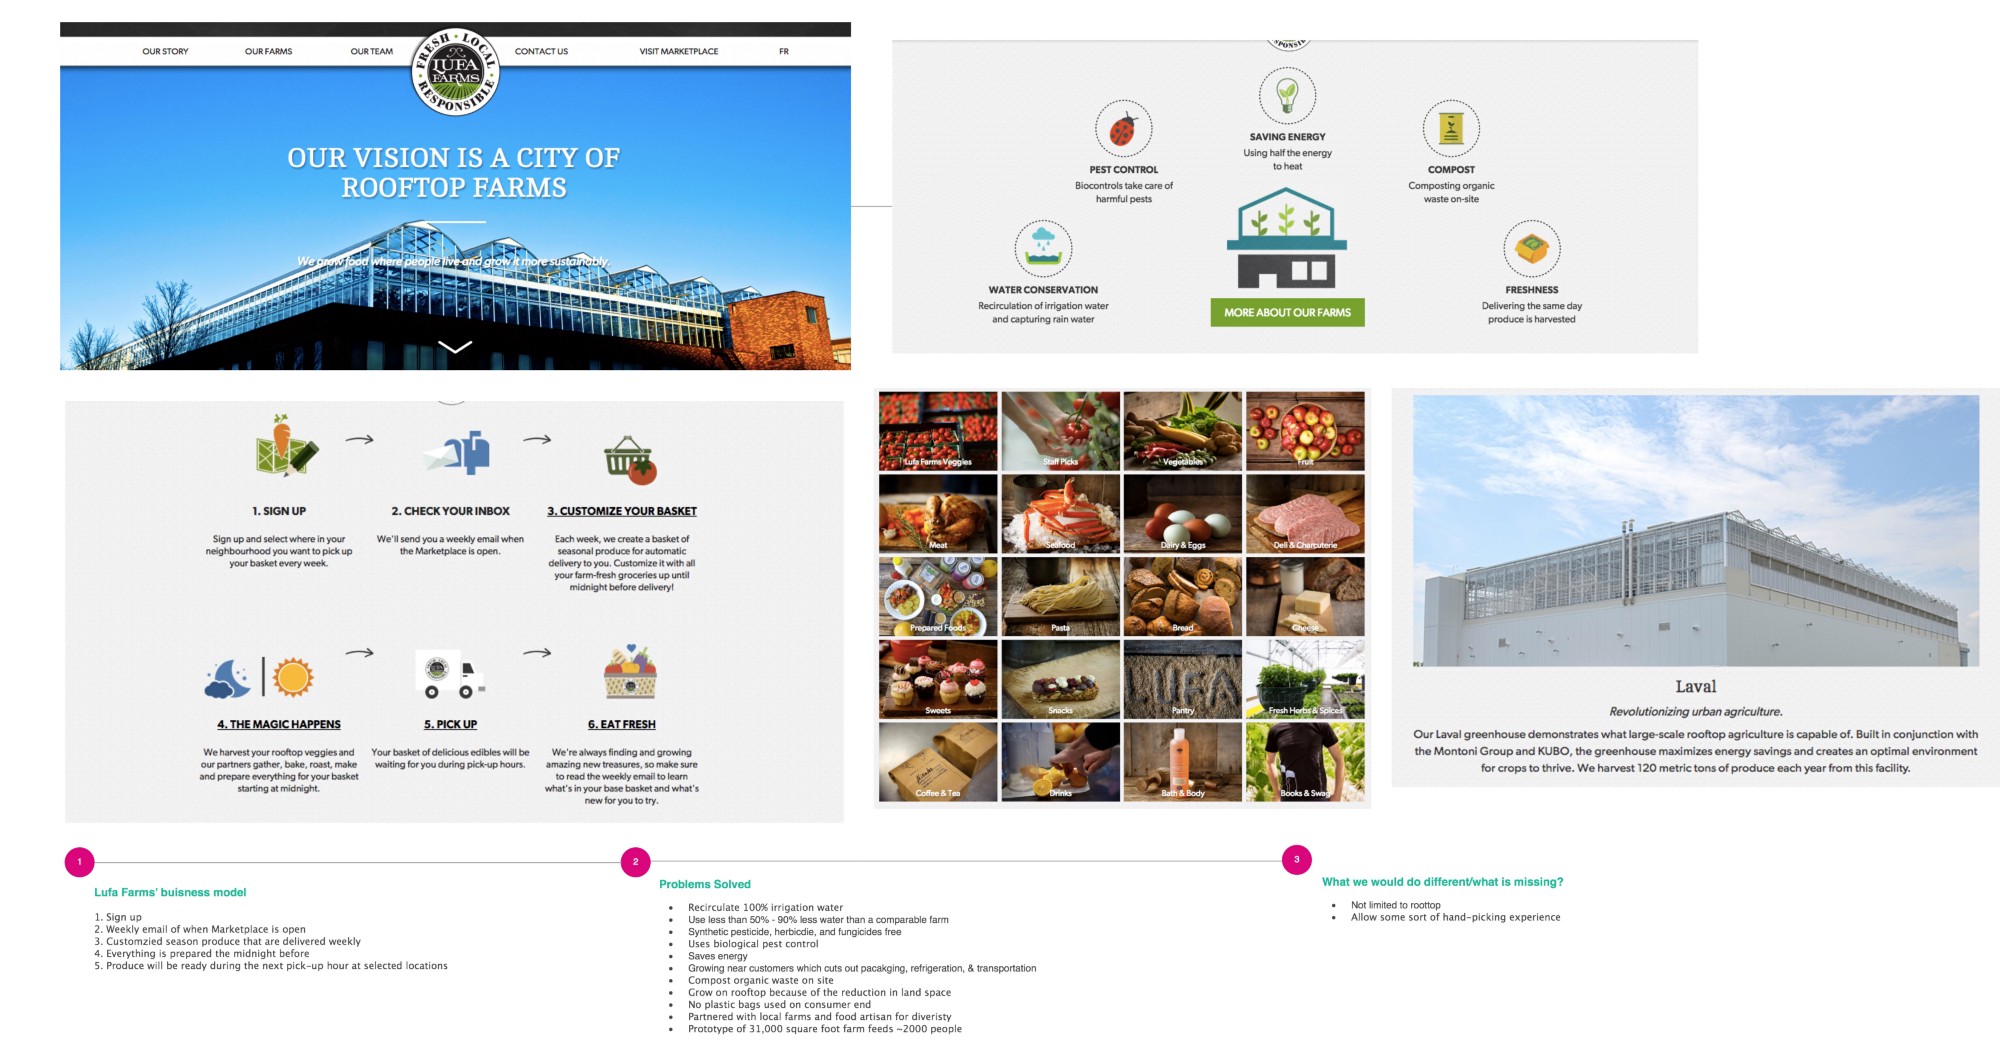 OUR STORY
OUR FARMS
OUR TEAM
CONTACT US
VISIT MARKETPLACE
FR
FRESH • LOCAL
LUFA
FARMS
RESPONSIBLE
OUR VISION IS A CITY OF
ROOFTOP FARMS
We grow food where people live and grow it more sustainably.
SAVING ENERGY
Using half the energy
to heat
PEST CONTROL
Biocontrols take care of
harmful pests
COMPOST
Composting organic
waste on-site
WATER CONSERVATION
Recirculation of irrigation water
and capturing rain water
FRESHNESS
Delivering the same day
produce is harvested
MORE ABOUT OUR FARMS
1. SIGN UP
Sign up and select where in your
neighbourhood you want to pick up
your basket every week.
2. CHECK YOUR INBOX
We'll send you a weekly email when
the Marketplace is open.
3. CUSTOMIZE YOUR BASKET
Each week, we create a basket of
seasonal produce for automatic
delivery to you. Customize it with all
your farm-fresh groceries up until
midnight before delivery!
4. THE MAGIC HAPPENS
We harvest your rooftop veggies and
our partners gather, bake, roast, make
and prepare everything for your basket
starting at midnight.
5. PICK UP
Your basket of delicious edibles will be
waiting for you during pick-up hours.
6. EAT FRESH
We're always finding and growing
amazing new treasures, so make sure
to read the weekly email to learn
what's in your base basket and what's
new for you to try.
Lufa Farms Veggies
Staff Picks
Vegetables
Fruit
Meat
Seafood
Dairy & Eggs
Deli & Charcuterie
Prepared Foods
Pasta
Bread
Cheese
Sweets
Snacks
LUFA
Pantry
Fresh Herbs & Spices
Coffee & Tea
Drinks
Bath & Body
Books & Swag
Laval
Revolutionizing urban agriculture.
Our Laval greenhouse demonstrates what large-scale rooftop agriculture is capable of. Built in conjunction with
the Montoni Group and KUBO, the greenhouse maximizes energy savings and creates an optimal environment
for crops to thrive. We harvest 120 metric tons of produce each year from this facility.
1
Lufa Farms' buisness model
1. Sign up
2. Weekly email of when Marketplace is open
3. Customzied season produce that are delivered weekly
4. Everything is prepared the midnight before
5. Produce will be ready during the next pick-up hour at selected locations
2
Problems Solved
• Recirculate 100% irrigation water
• Use less than 50% - 90% less water than a comparable farm
• Synthetic pesticide, herbicdie, and fungicides free
• Uses biological pest control
• Saves energy
• Growing near customers which cuts out pacakging, refrigeration, & transportation
• Compost organic waste on site
• Grow on rooftop because of the reduction in land space
• No plastic bags used on consumer end
• Partnered with local farms and food artisan for diveristy
• Prototype of 31,000 square foot farm feeds ~2000 people
3
What we would do different/what is missing?
• Not limited to rooftop
• Allow some sort of hand-picking experience